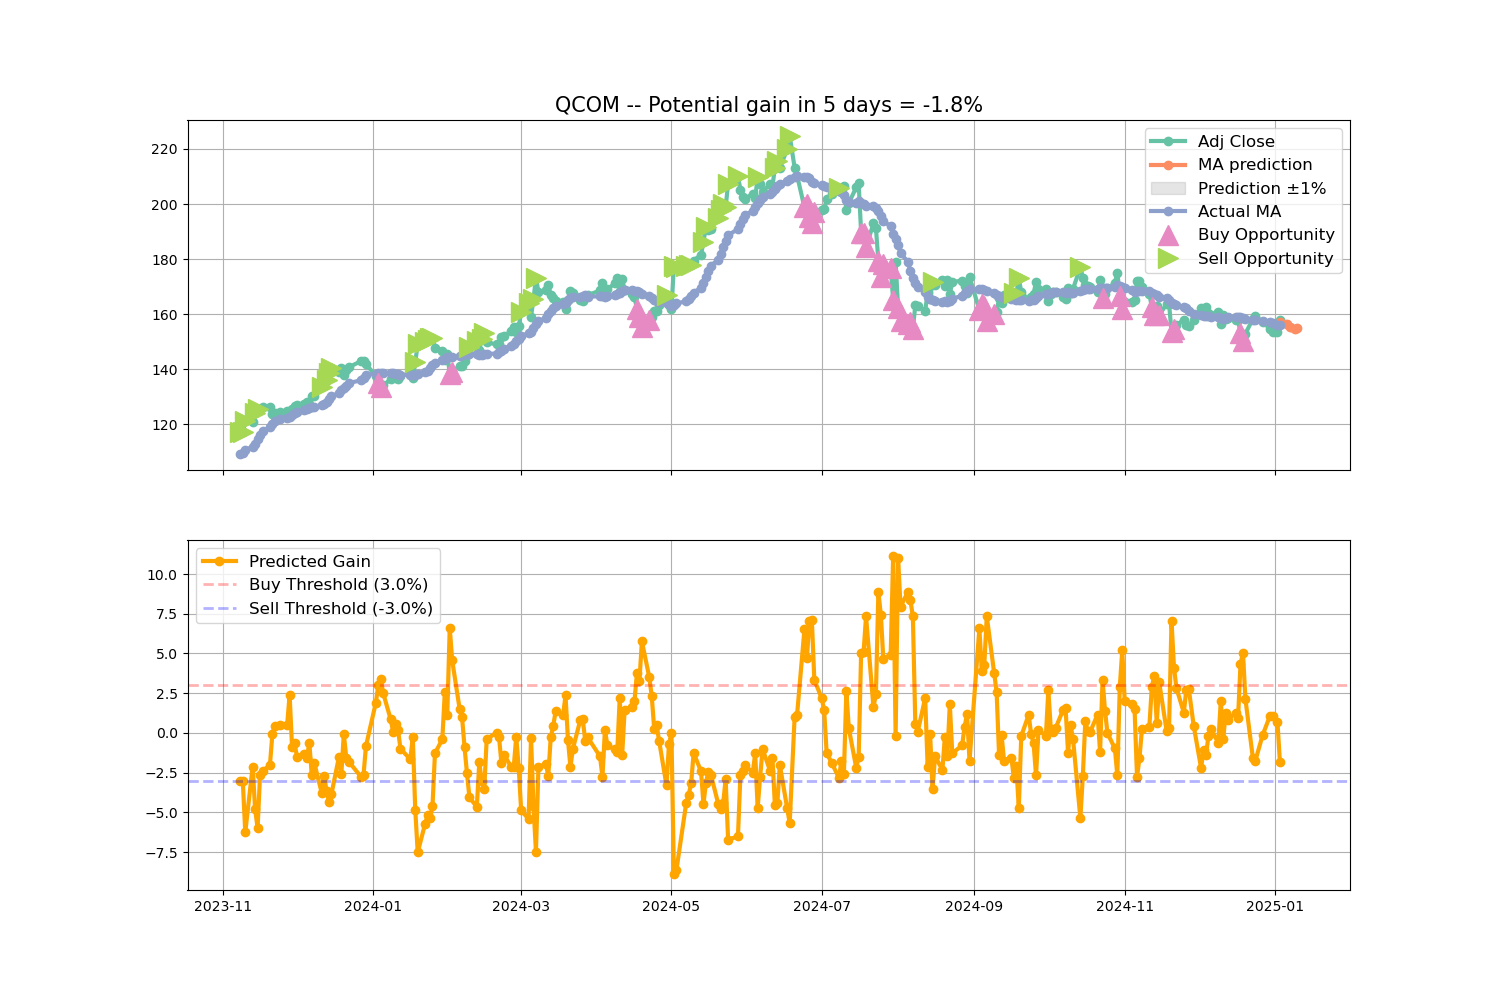 QCOM -- Potential gain in 5 days = -1.8%
220
200
180
160
140
120
Adj Close
MA prediction
Prediction ±1%
Actual MA
Buy Opportunity
Sell Opportunity
10.0
7.5
5.0
2.5
0.0
−2.5
−5.0
−7.5
Predicted Gain
Buy Threshold (3.0%)
Sell Threshold (-3.0%)
2023-11
2024-01
2024-03
2024-05
2024-07
2024-09
2024-11
2025-01